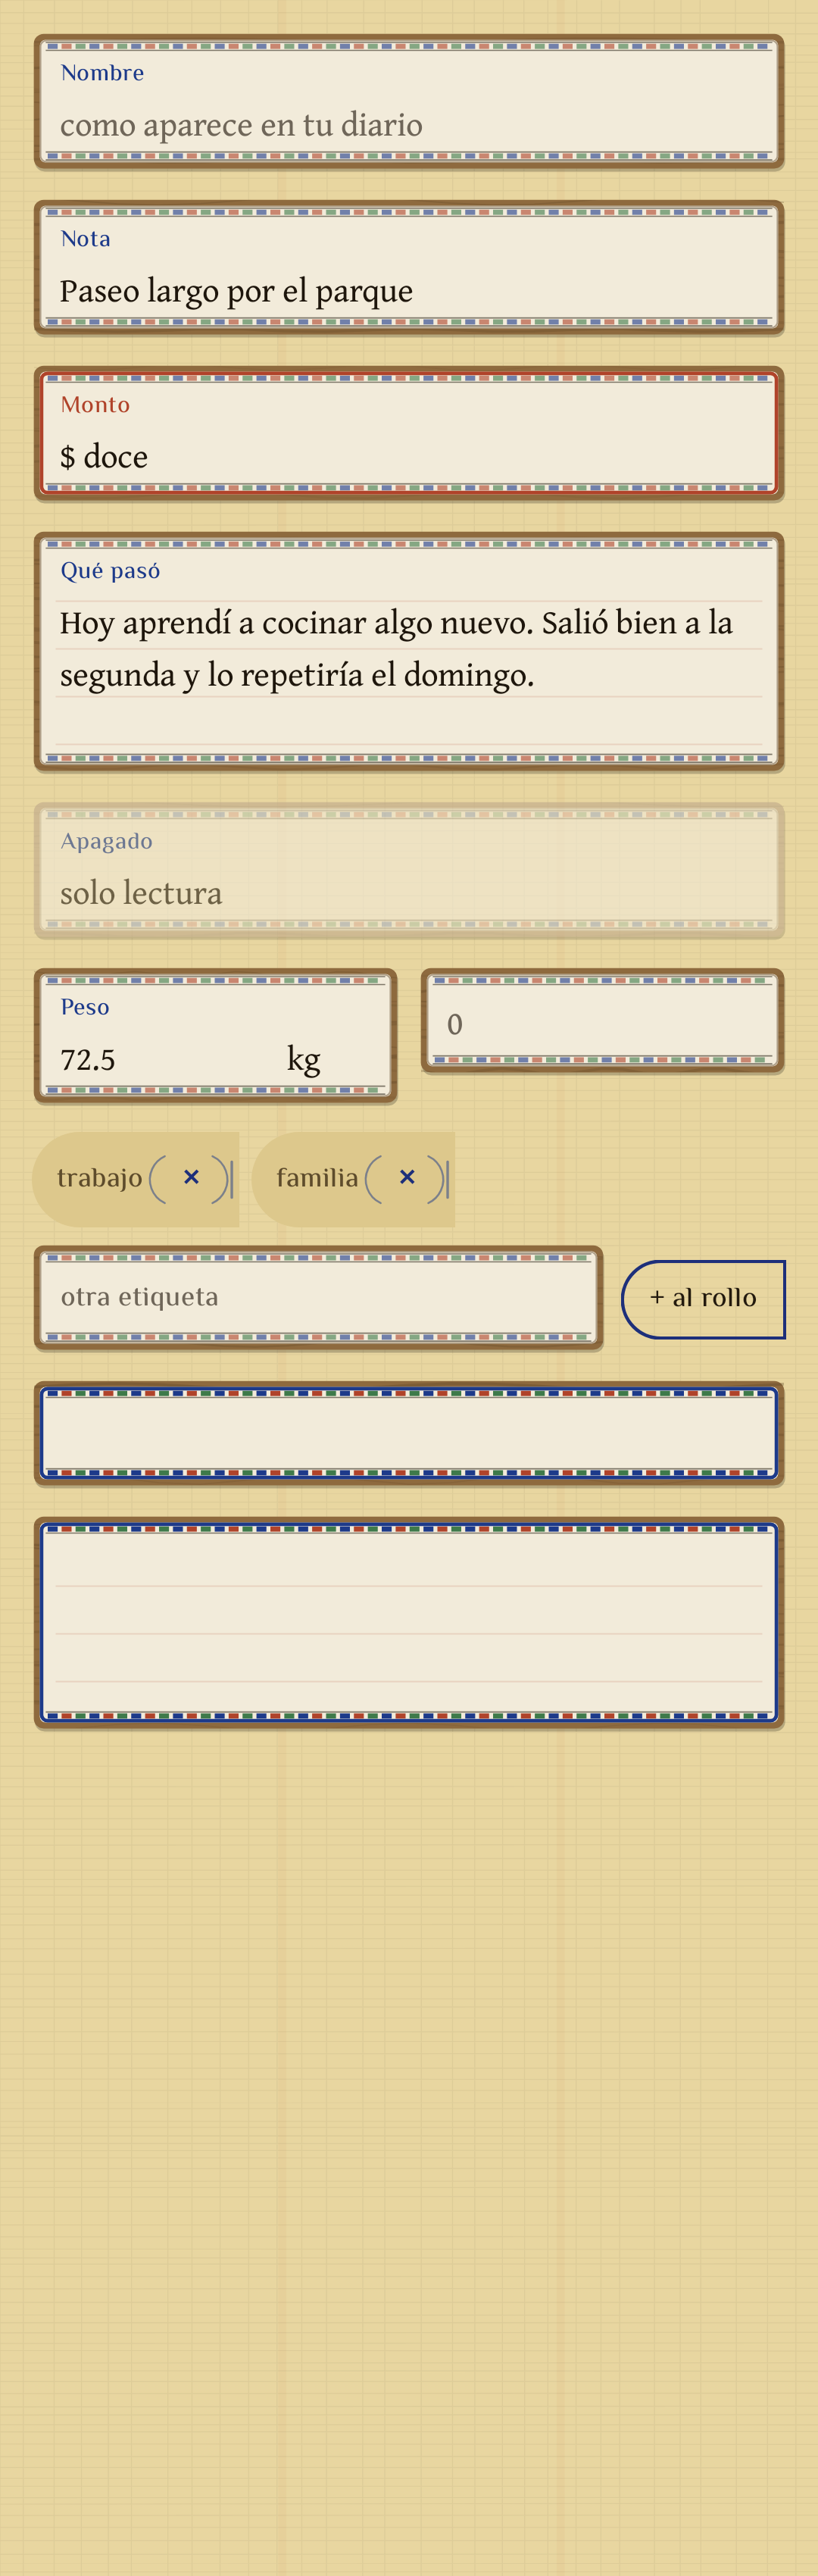 Nombre
como aparece en tu diario
Nota
Paseo largo por el parque
Monto
$ doce
Qué pasó
Hoy aprendí a cocinar algo nuevo. Salió bien a la
segunda y lo repetiría el domingo.
Apagado
solo lectura
Peso
72.5 kg
0
trabajo ( × )| familia ( × )|
otra etiqueta
+ al rollo